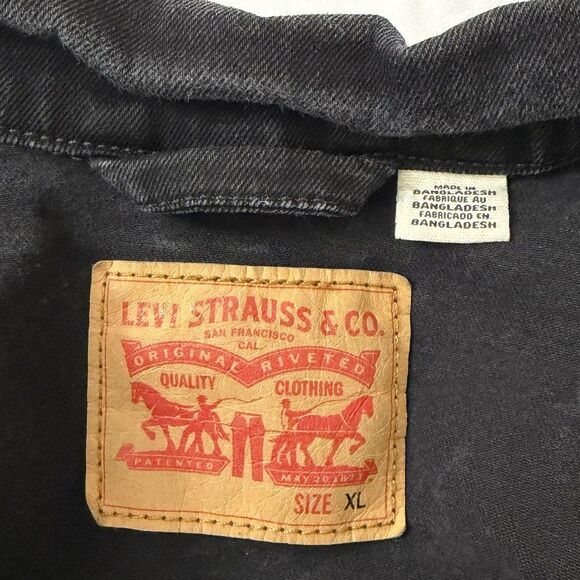 MADE IN
BANGLADESH
FABRIQUE AU
BANGLADESH
FABRICADO EN
BANGLADESH
LEVI STRAUSS & CO.
SAN FRANCISCO
CAL.
ORIGINAL RIVETED
QUALITY CLOTHING
PATENTED MAY 20 1873
SIZE XL